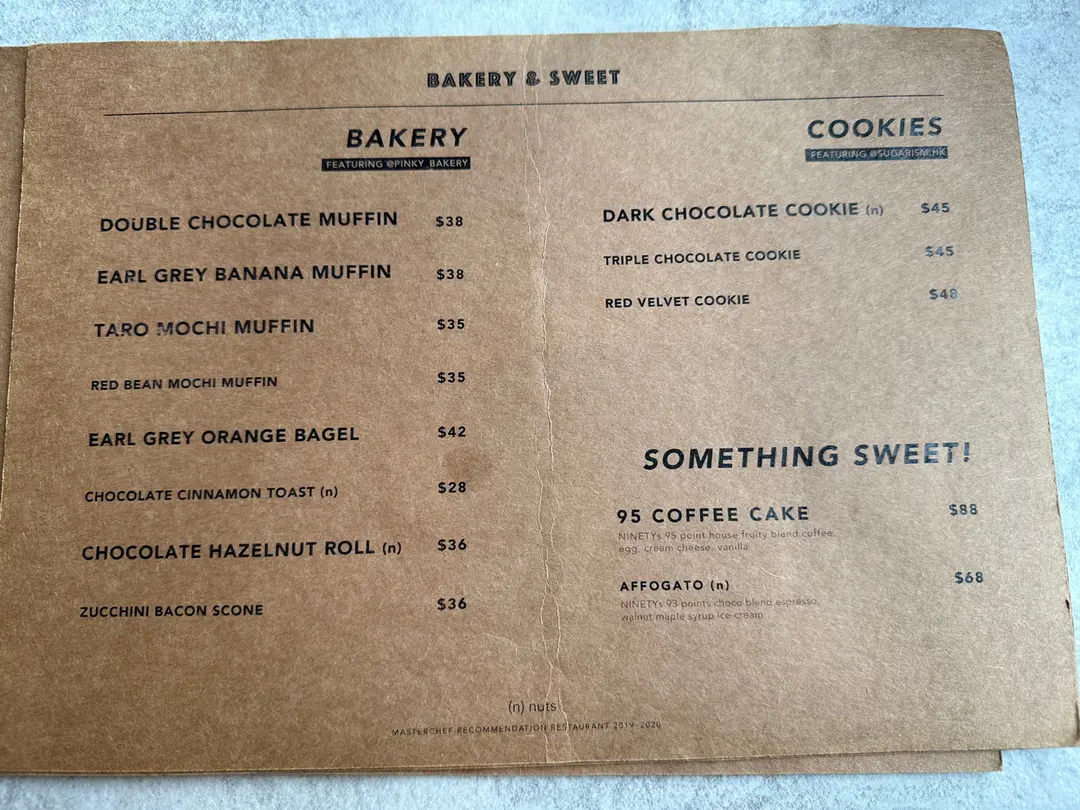 BAKERY & SWEET
BAKERY
FEATURING @PINKY_BAKERY
DOUBLE CHOCOLATE MUFFIN $38
EARL GREY BANANA MUFFIN $38
TARO MOCHI MUFFIN $35
RED BEAN MOCHI MUFFIN $35
EARL GREY ORANGE BAGEL $42
CHOCOLATE CINNAMON TOAST (n) $28
CHOCOLATE HAZELNUT ROLL (n) $36
ZUCCHINI BACON SCONE $36
COOKIES
FEATURING @SUGARISM.HK
DARK CHOCOLATE COOKIE (n) $45
TRIPLE CHOCOLATE COOKIE $45
RED VELVET COOKIE $48
SOMETHING SWEET!
95 COFFEE CAKE $88
NINETYs 95 point house fruity blend coffee,
egg, cream cheese, vanilla
AFFOGATO (n) $68
NINETYs 93 points choco blend espresso,
walnut maple syrup ice-cream
(n) nuts
MASTERCHEF RECOMMENDATION RESTAURANT 2019-2020